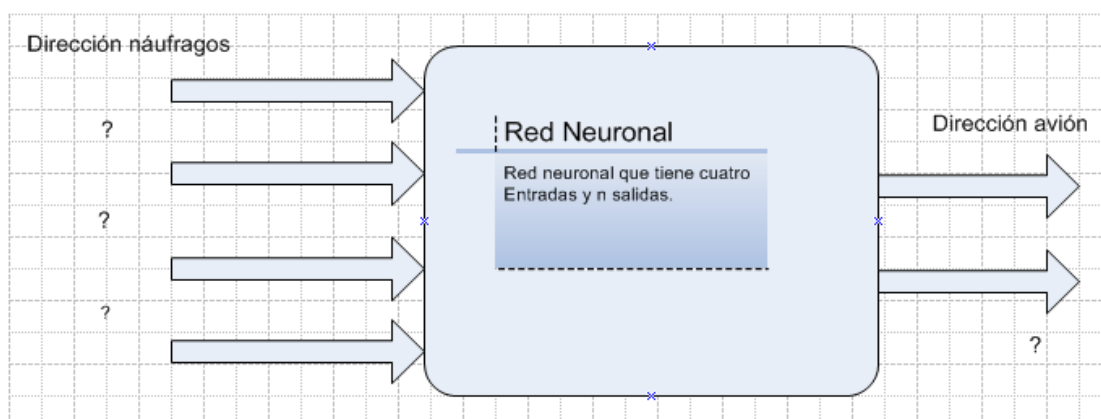 Dirección náufragos
?
?
?
Red Neuronal
Red neuronal que tiene cuatro
Entradas y n salidas.
Dirección avión
?